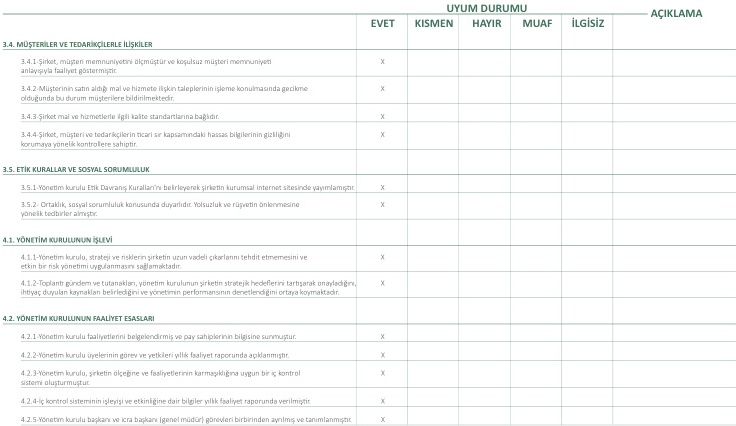 UYUM DURUMU
EVET KISMEN HAYIR MUAF İLGİSİZ AÇIKLAMA
3.4. MÜŞTERİLER VE TEDARİKÇİLERLE İLİŞKİLER
3.4.1-Şirket, müşteri memnuniyetini ölçmüştür ve koşulsuz müşteri memnuniyeti X
anlayışıyla faaliyet göstermiştir.
3.4.2-Müşterinin satın aldığı mal ve hizmete ilişkin taleplerinin işleme konulmasında gecikme X
olduğunda bu durum müşterilere bildirilmektedir.
3.4.3-Şirket mal ve hizmetlerle ilgili kalite standartlarına bağlıdır. X
3.4.4-Şirket, müşteri ve tedarikçilerin ticari sır kapsamındaki hassas bilgilerinin gizliliğini X
korumaya yönelik kontrollere sahiptir.
3.5. ETİK KURALLAR VE SOSYAL SORUMLULUK
3.5.1-Yönetim kurulu Etik Davranış Kuralları'nı belirleyerek şirketin kurumsal internet sitesinde yayımlamıştır. X
3.5.2- Ortaklık, sosyal sorumluluk konusunda duyarlıdır. Yolsuzluk ve rüşvetin önlenmesine X
yönelik tedbirler almıştır.
4.1. YÖNETİM KURULUNUN İŞLEVİ
4.1.1-Yönetim kurulu, strateji ve risklerin şirketin uzun vadeli çıkarlarını tehdit etmemesini ve X
etkin bir risk yönetimi uygulanmasını sağlamaktadır.
4.1.2-Toplantı gündem ve tutanakları, yönetim kurulunun şirketin stratejik hedeflerini tartışarak onayladığını, X
ihtiyaç duyulan kaynakları belirlediğini ve yönetimin performansının denetlendiğini ortaya koymaktadır.
4.2. YÖNETİM KURULUNUN FAALİYET ESASLARI
4.2.1-Yönetim kurulu faaliyetlerini belgelendirmiş ve pay sahiplerinin bilgisine sunmuştur. X
4.2.2-Yönetim kurulu üyelerinin görev ve yetkileri yıllık faaliyet raporunda açıklanmıştır. X
4.2.3-Yönetim kurulu, şirketin ölçeğine ve faaliyetlerinin karmaşıklığına uygun bir iç kontrol X
sistemi oluşturmuştur.
4.2.4-İç kontrol sisteminin işleyişi ve etkinliğine dair bilgiler yıllık faaliyet raporunda verilmiştir. X
4.2.5-Yönetim kurulu başkanı ve icra başkanı (genel müdür) görevleri birbirinden ayrılmış ve tanımlanmıştır. X